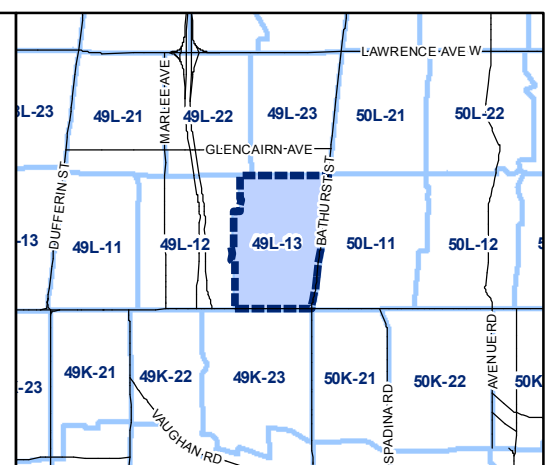 LAWRENCE AVE W
L-23
49L-21
MARLEE AVE
49L-22
49L-23
50L-21
50L-22
GLENCAIRN AVE
DUFFERIN ST
-13
49L-11
49L-12
49L-13
BATHURST ST
50L-11
50L-12
5
-23
49K-21
49K-22
49K-23
50K-21
50K-22
50K
VAUGHAN RD
SPADINA RD
AVENUE RD